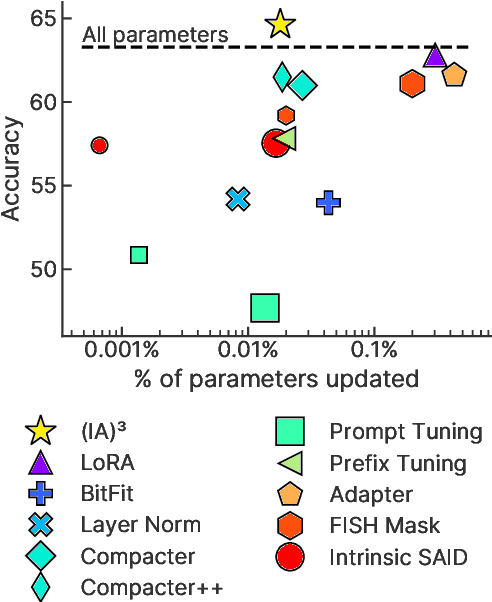 65
All parameters
60
Accuracy
55
50
0.001% 0.01% 0.1%
% of parameters updated
(IA)³ Prompt Tuning
LoRA Prefix Tuning
BitFit Adapter
Layer Norm FISH Mask
Compacter Intrinsic SAID
Compacter++